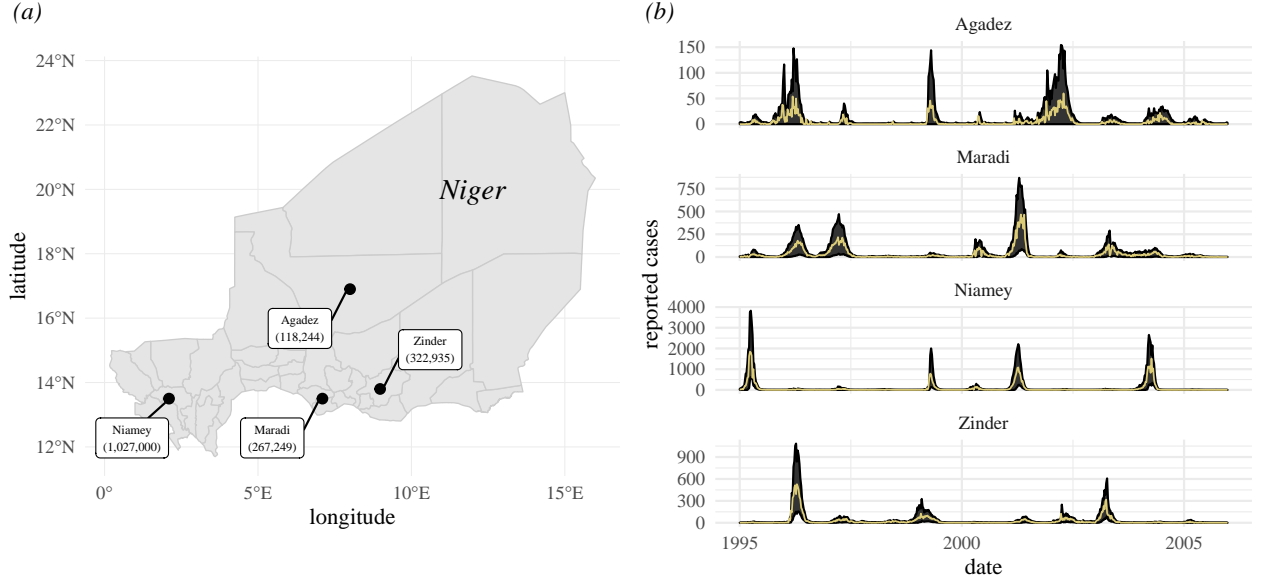 (a)
24°N
22°N
20°N
18°N
16°N
14°N
12°N
latitude
Niger
Agadez
(118,244)
Zinder
(322,935)
Niamey
(1,027,000)
Maradi
(267,249)
0°
5°E
10°E
15°E
longitude
(b)
reported cases
Agadez
150
100
50
0
Maradi
750
500
250
0
Niamey
4000
3000
2000
1000
0
Zinder
900
600
300
0
1995
2000
2005
date